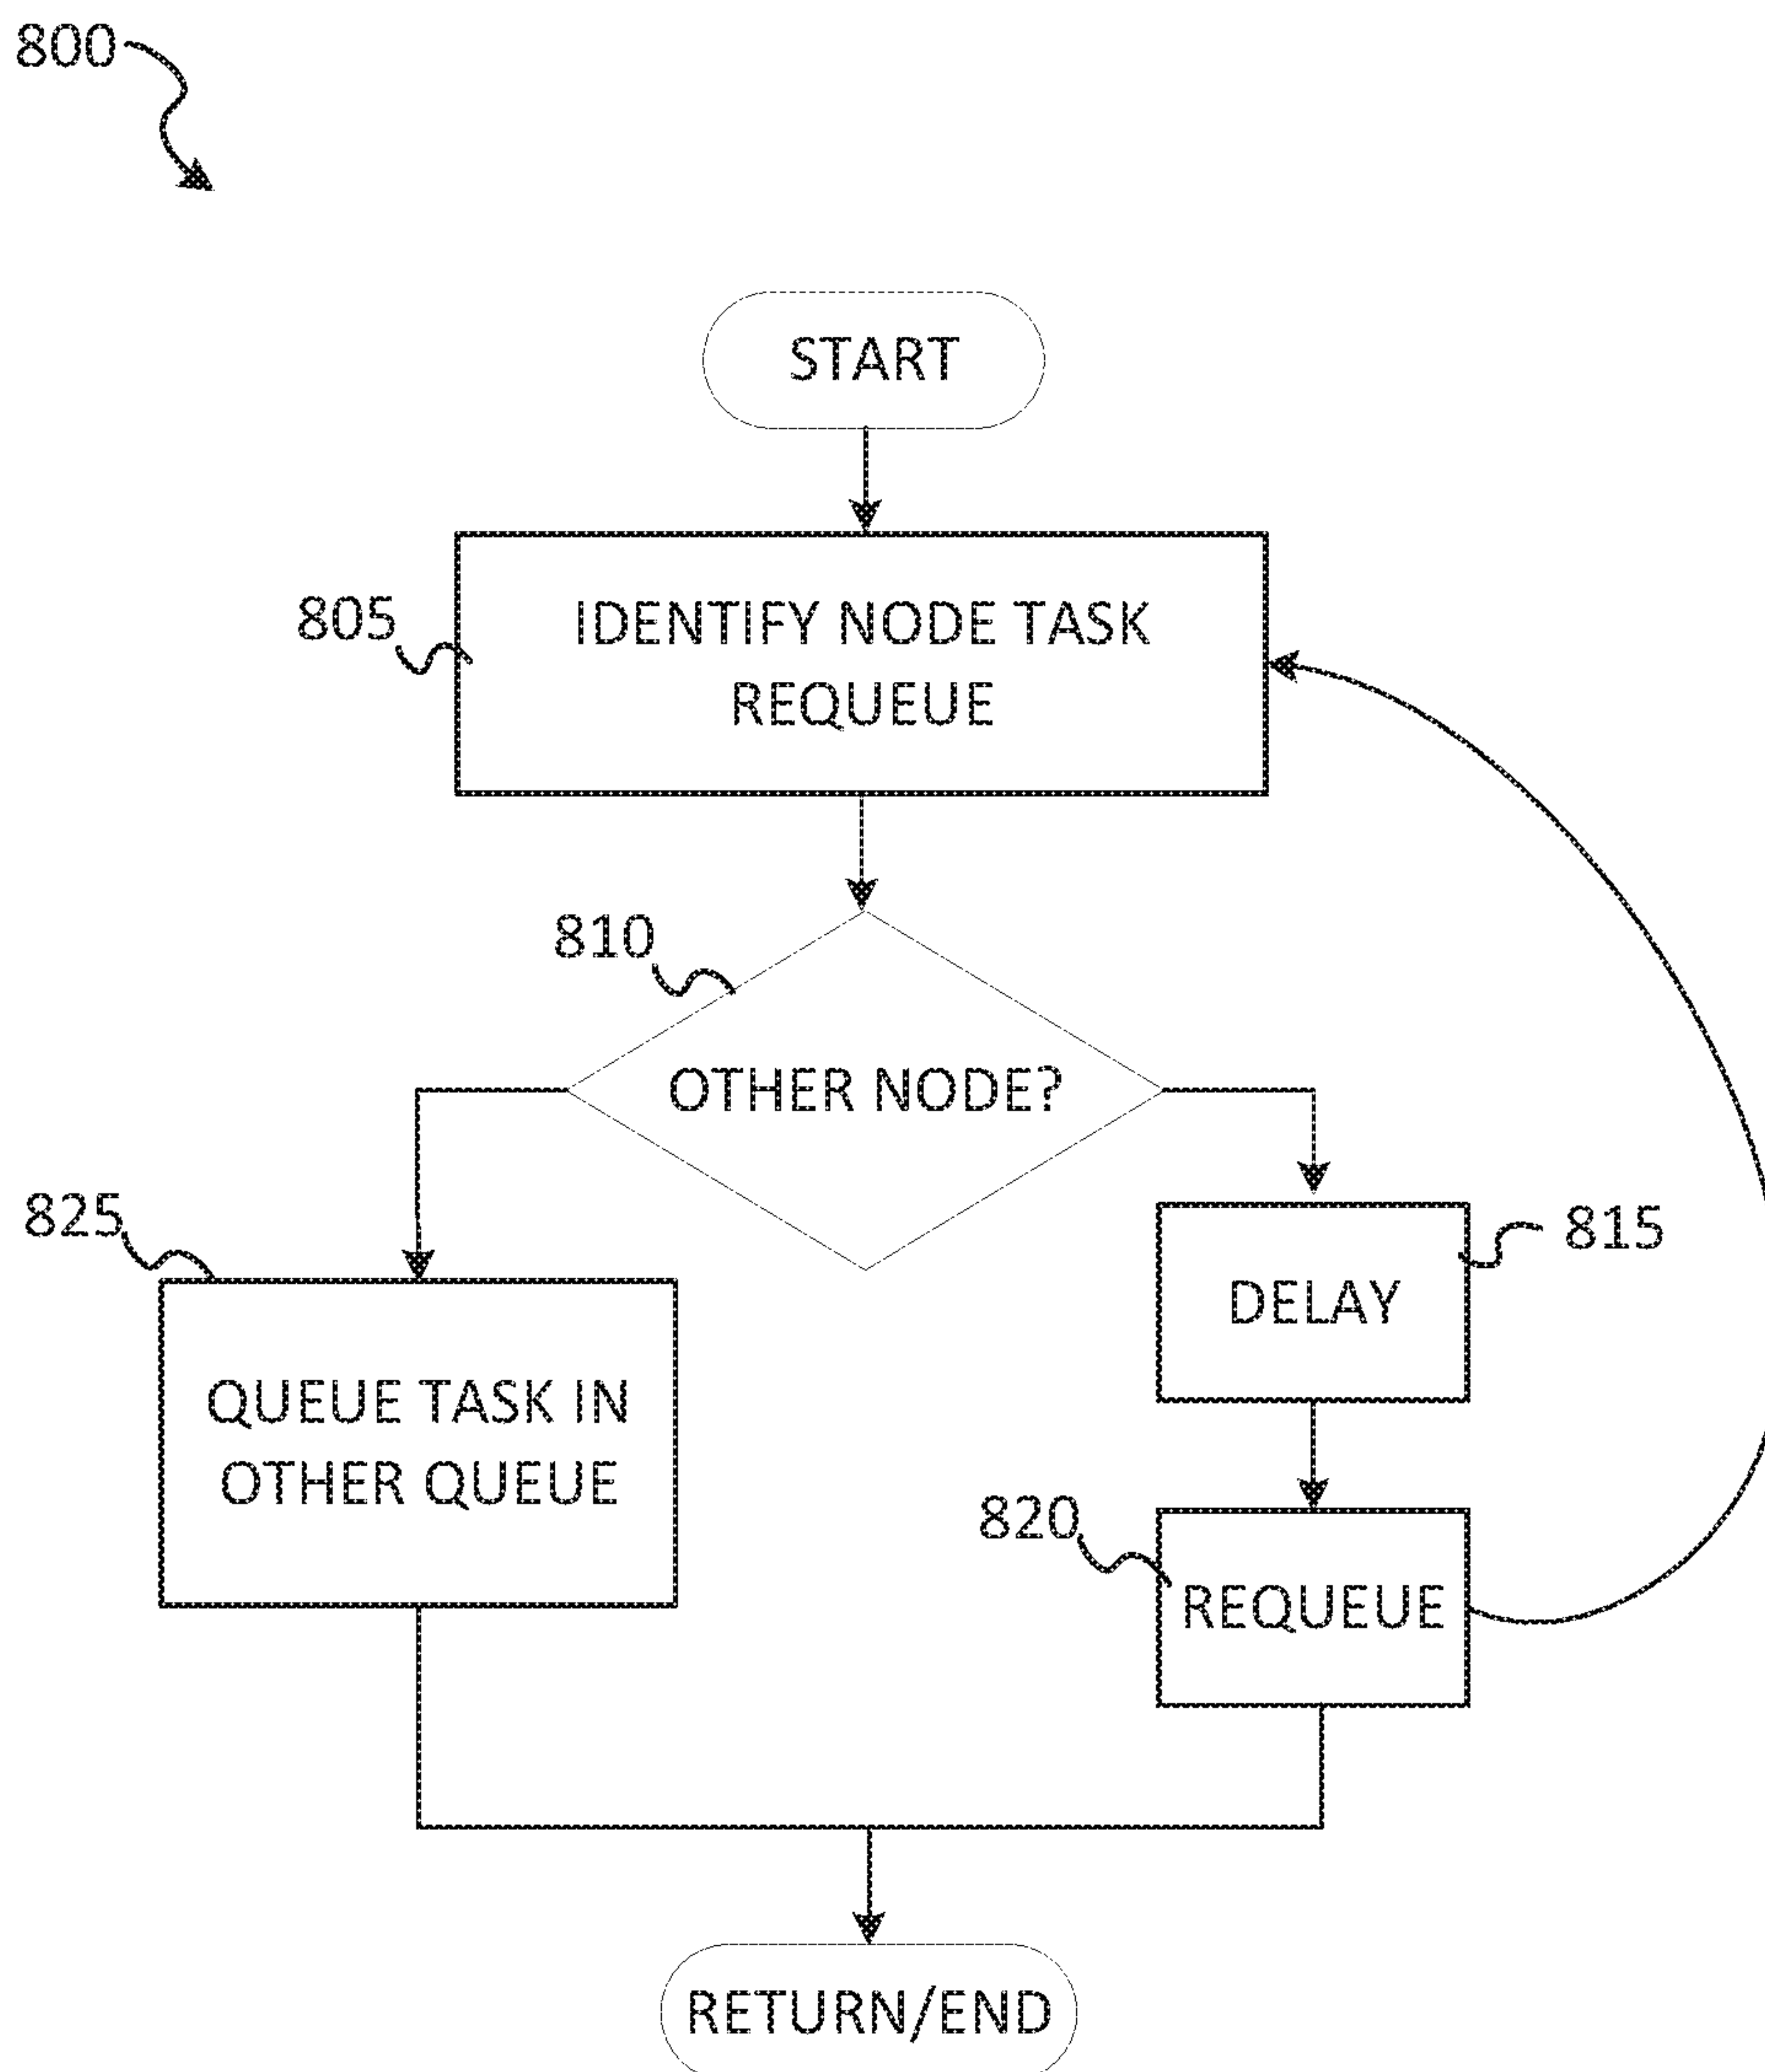 800
START
805
IDENTIFY NODE TASK
REQUEUE
810
OTHER NODE?
825
815
DELAY
QUEUE TASK IN
OTHER QUEUE
820
REQUEUE
RETURN/END